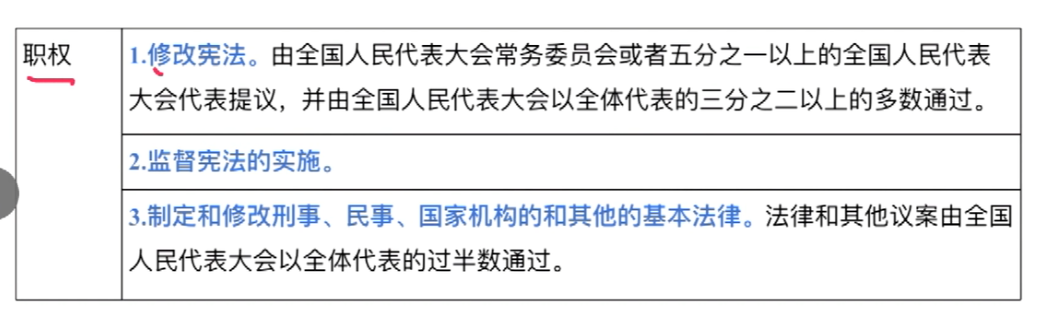 职权
1.修改宪法。由全国人民代表大会常务委员会或者五分之一以上的全国人民代表
大会代表提议，并由全国人民代表大会以全体代表的三分之二以上的多数通过。
2.监督宪法的实施。
3.制定和修改刑事、民事、国家机构的和其他的基本法律。法律和其他议案由全国
人民代表大会以全体代表的过半数通过。